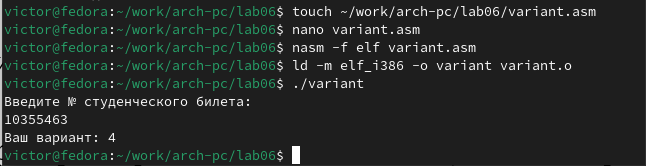 victor@fedora:~/work/arch-pc/lab06$ touch ~/work/arch-pc/lab06/variant.asm
victor@fedora:~/work/arch-pc/lab06$ nano variant.asm
victor@fedora:~/work/arch-pc/lab06$ nasm -f elf variant.asm
victor@fedora:~/work/arch-pc/lab06$ ld -m elf_i386 -o variant variant.o
victor@fedora:~/work/arch-pc/lab06$ ./variant
Введите № студенческого билета:
10355463
Ваш вариант: 4
victor@fedora:~/work/arch-pc/lab06$